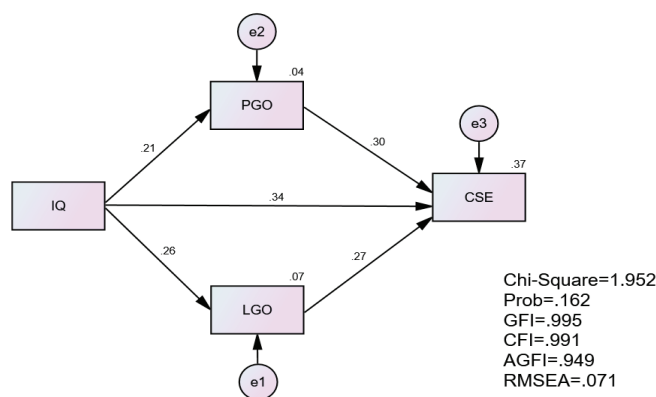 e2
.04
PGO
e3
.21
.30
.37
IQ
.34
CSE
.26
.27
.07
LGO
e1
Chi-Square=1.952
Prob=.162
GFI=.995
CFI=.991
AGFI=.949
RMSEA=.071